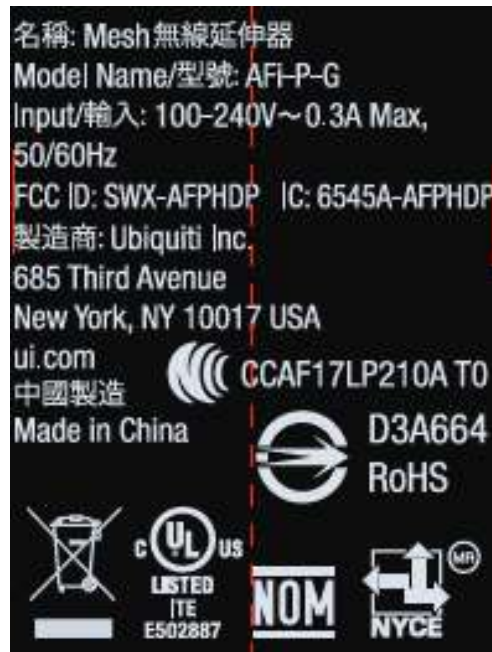 名稱: Mesh無線延伸器
Model Name/型號: AFi-P-G
Input/輸入: 100-240V～0.3A Max,
50/60Hz
FCC ID: SWX-AFPHDP IC: 6545A-AFPHDP
製造商: Ubiquiti Inc.
685 Third Avenue
New York, NY 10017 USA
ui.com
中國製造
CCAF17LP210A T0
Made in China
D3A664
RoHS
C UL US
LISTED
ITE
E502887
NOM
MR
NYCE